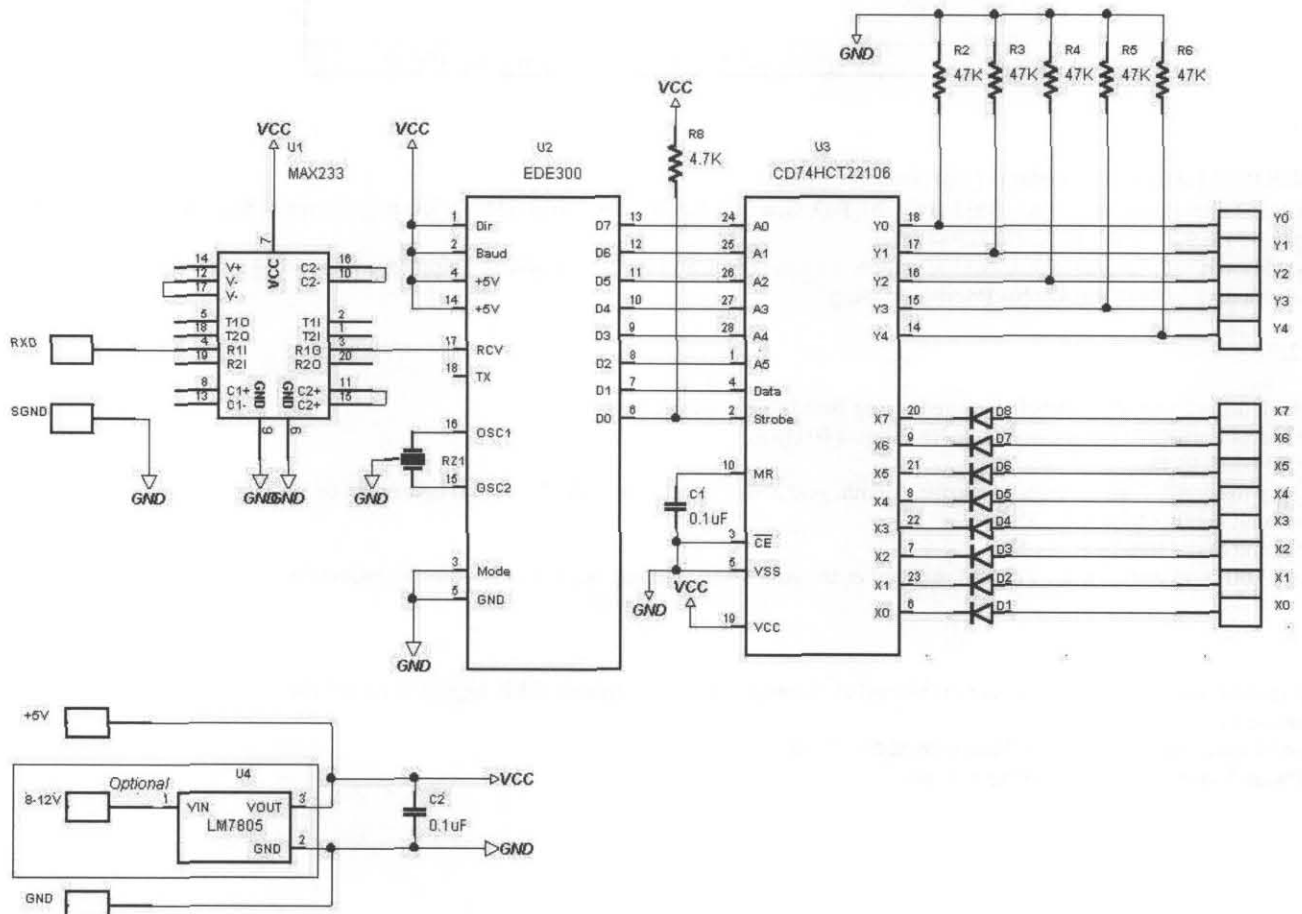 GND
R2
47K
R3
47K
R4
47K
R5
47K
R6
47K
VCC
R8
4.7K
VCC
U1
MAX233
VCC
U2
EDE300
U3
CD74HCT22106
7
VCC
14 V+
12 V-
17 V-
5 T1O
18 T2O
4 R1I
19 R2I
8 C1+
13 C1-
C2- 16
C2- 10
T1I 2
T2I 1
R1O 3
R2O 20
C2+ 11
C2+ 15
GND GND
9 6
RXD
SGND
GND
GND
GND
GND
1 Dir
2 Baud
4 +5V
14 +5V
17 RCV
18 TX
16 OSC1
RZ1
15 OSC2
3 Mode
5 GND
GND
D7 13
D6 12
D5 11
D4 10
D3 9
D2 8
D1 7
D0 6
24 A0
25 A1
26 A2
27 A3
28 A4
1 A5
4 Data
2 Strobe
10 MR
C1
0.1uF
3 CE
5 VSS
GND
VCC
19 VCC
Y0 18
Y1 17
Y2 16
Y3 15
Y4 14
X7 20
X6 9
X5 21
X4 8
X3 22
X2 7
X1 23
X0 6
D8
D7
D6
D5
D4
D3
D2
D1
Y0
Y1
Y2
Y3
Y4
X7
X6
X5
X4
X3
X2
X1
X0
+5V
Optional
U4
8-12V
1 VIN VOUT 3
LM7805
GND 2
C2
0.1uF
VCC
GND
GND